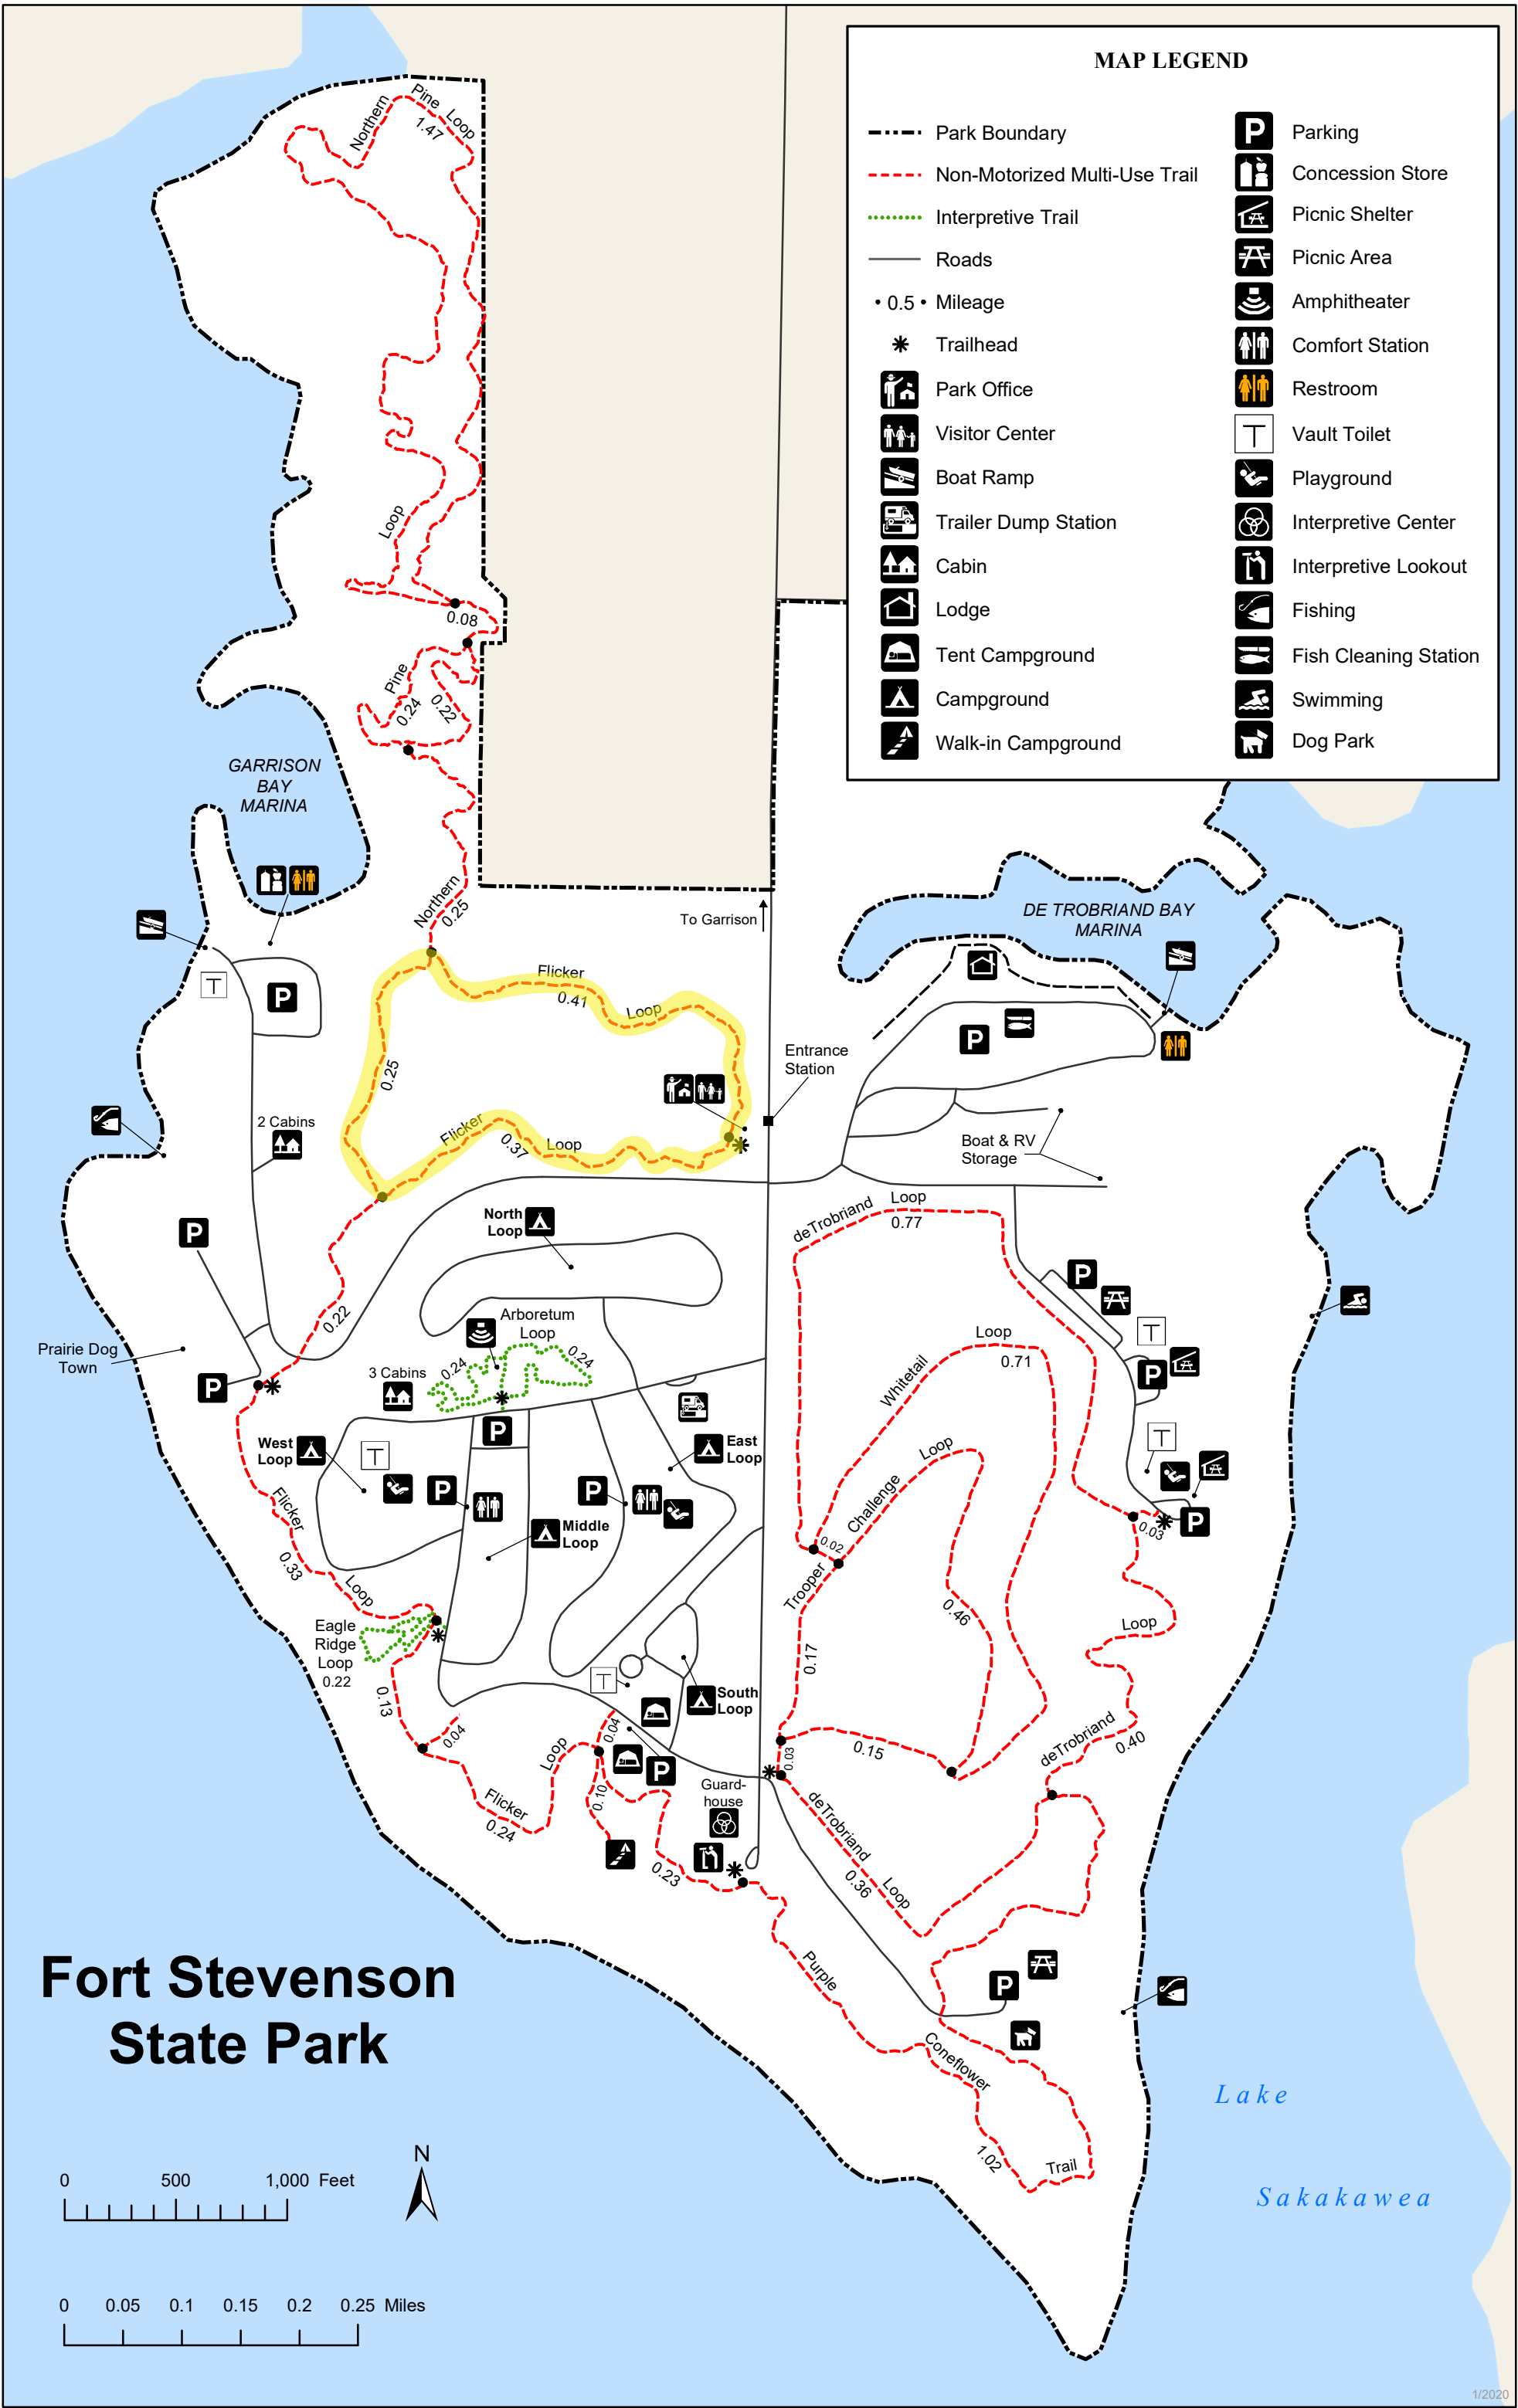 MAP LEGEND
Park Boundary
Non-Motorized Multi-Use Trail
Interpretive Trail
Roads
• 0.5 • Mileage
Trailhead
Park Office
Visitor Center
Boat Ramp
Trailer Dump Station
Cabin
Lodge
Tent Campground
Campground
Walk-in Campground
P Parking
Concession Store
Picnic Shelter
Picnic Area
Amphitheater
Comfort Station
Restroom
T Vault Toilet
Playground
Interpretive Center
Interpretive Lookout
Fishing
Fish Cleaning Station
Swimming
Dog Park
Northern
Pine
Loop
1.47
Loop
0.08
Pine
0.24
0.22
GARRISON
BAY
MARINA
Northern
0.25
To Garrison
DE TROBRIAND BAY
MARINA
T
P
Flicker
0.41
Loop
0.25
P
Entrance
Station
2 Cabins
Flicker
0.37
Loop
Boat & RV
Storage
P
North
Loop
deTrobriand
Loop
0.77
P
0.22
Arboretum
Loop
0.24
0.24
T
Prairie Dog
Town
P
3 Cabins
Whitetail
Loop
0.71
P
West
Loop
T
P
East
Loop
T
P
P
Middle
Loop
Challenge
Loop
P
0.03
Flicker
0.33
Loop
0.02
Trooper
0.46
Eagle
Ridge
Loop
0.22
0.17
Loop
0.13
0.04
T
South
Loop
Loop
0.04
P
0.03
0.15
deTrobriand
0.40
Flicker
0.24
0.10
Guard-
house
deTrobriand
0.36
Loop
0.23
Purple
P
Coneflower
1.02
Trail
Fort Stevenson
State Park
Lake
Sakakawea
N
0 500 1,000 Feet
0 0.05 0.1 0.15 0.2 0.25 Miles
1/2020